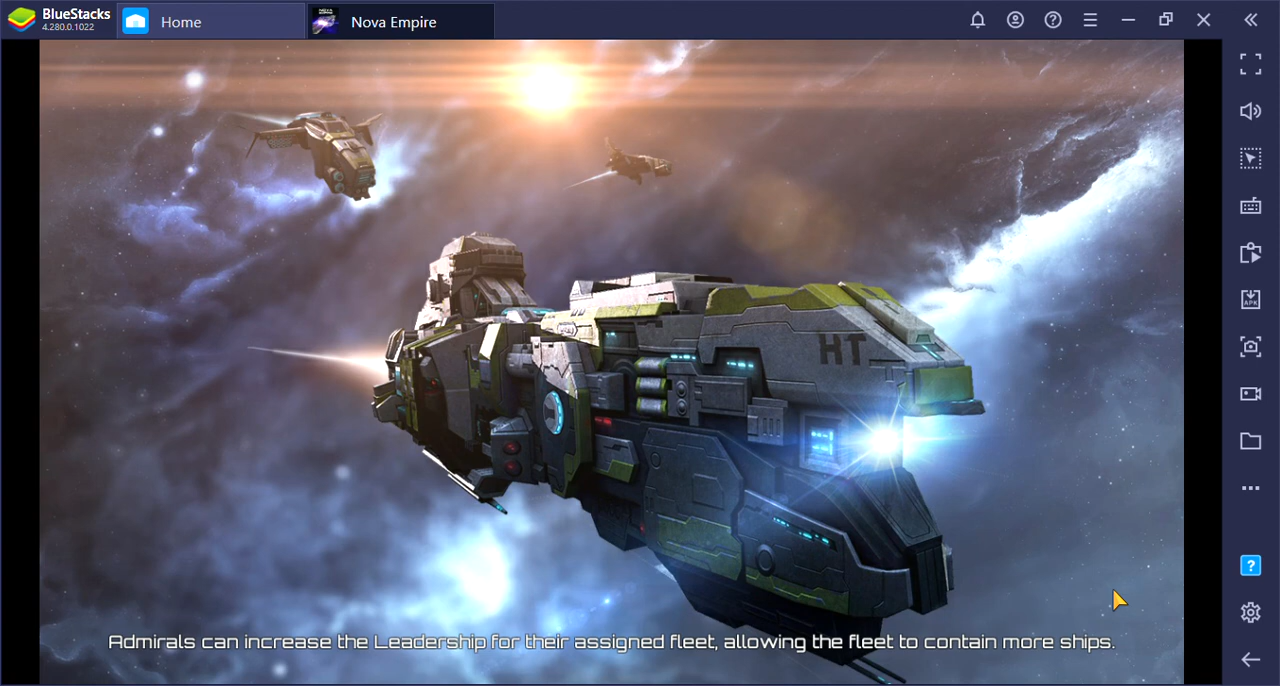 BlueStacks
4.280.0.1022
Home
Nova Empire
APK
HT
Admirals can increase the Leadership for their assigned fleet, allowing the fleet to contain more ships.